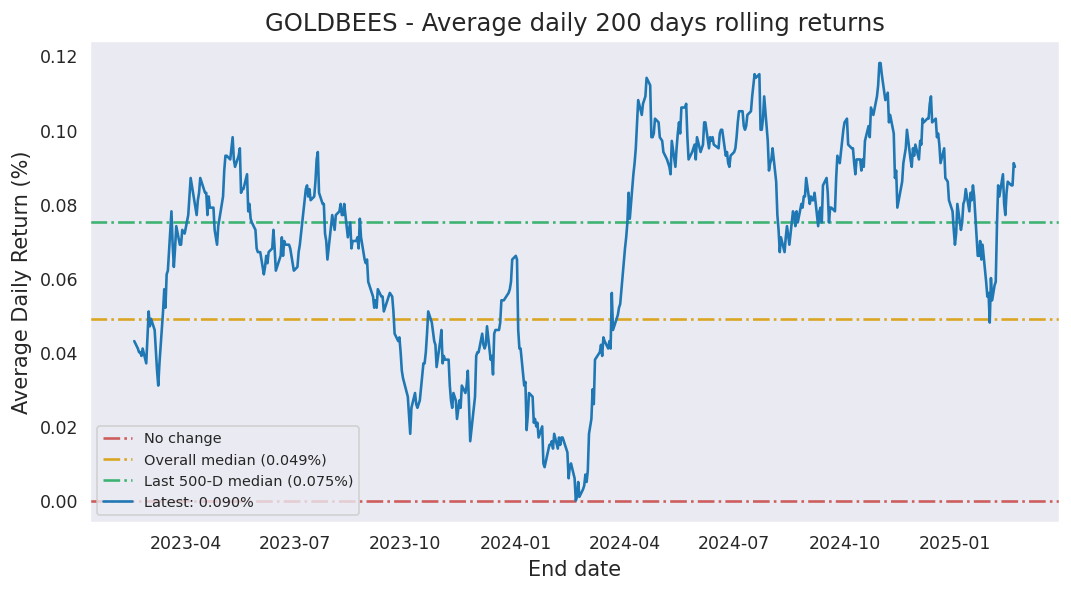 GOLDBEES - Average daily 200 days rolling returns
Average Daily Return (%)
0.12
0.10
0.08
0.06
0.04
0.02
0.00
No change
Overall median (0.049%)
Last 500-D median (0.075%)
Latest: 0.090%
2023-04 2023-07 2023-10 2024-01 2024-04 2024-07 2024-10 2025-01
End date